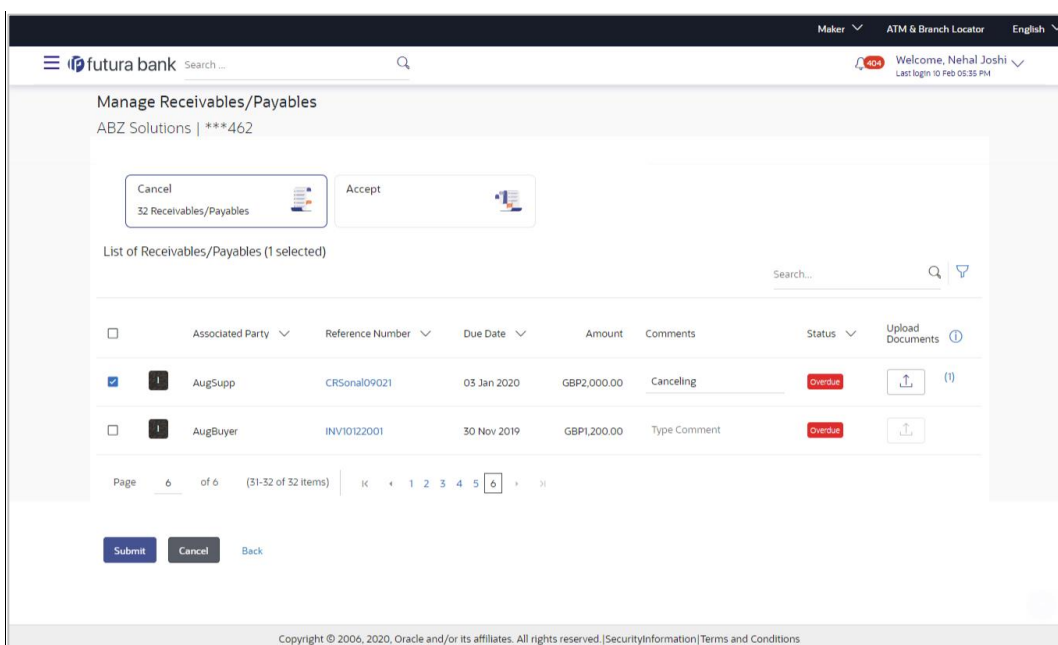 Maker ATM & Branch Locator English
futura bank Search ... 404 Welcome, Nehal Joshi
Last login 10 Feb 05:35 PM
Manage Receivables/Payables
ABZ Solutions | ***462
Cancel Accept
32 Receivables/Payables
List of Receivables/Payables (1 selected)
Search...
Associated Party Reference Number Due Date Amount Comments Status Upload Documents
I AugSupp CRSonal09021 03 Jan 2020 GBP2,000.00 Canceling Overdue (1)
I AugBuyer INV10122001 30 Nov 2019 GBP1,200.00 Type Comment Overdue
Page 6 of 6 (31-32 of 32 items) 1 2 3 4 5 6
Submit Cancel Back
Copyright © 2006, 2020, Oracle and/or its affiliates. All rights reserved.|SecurityInformation|Terms and Conditions